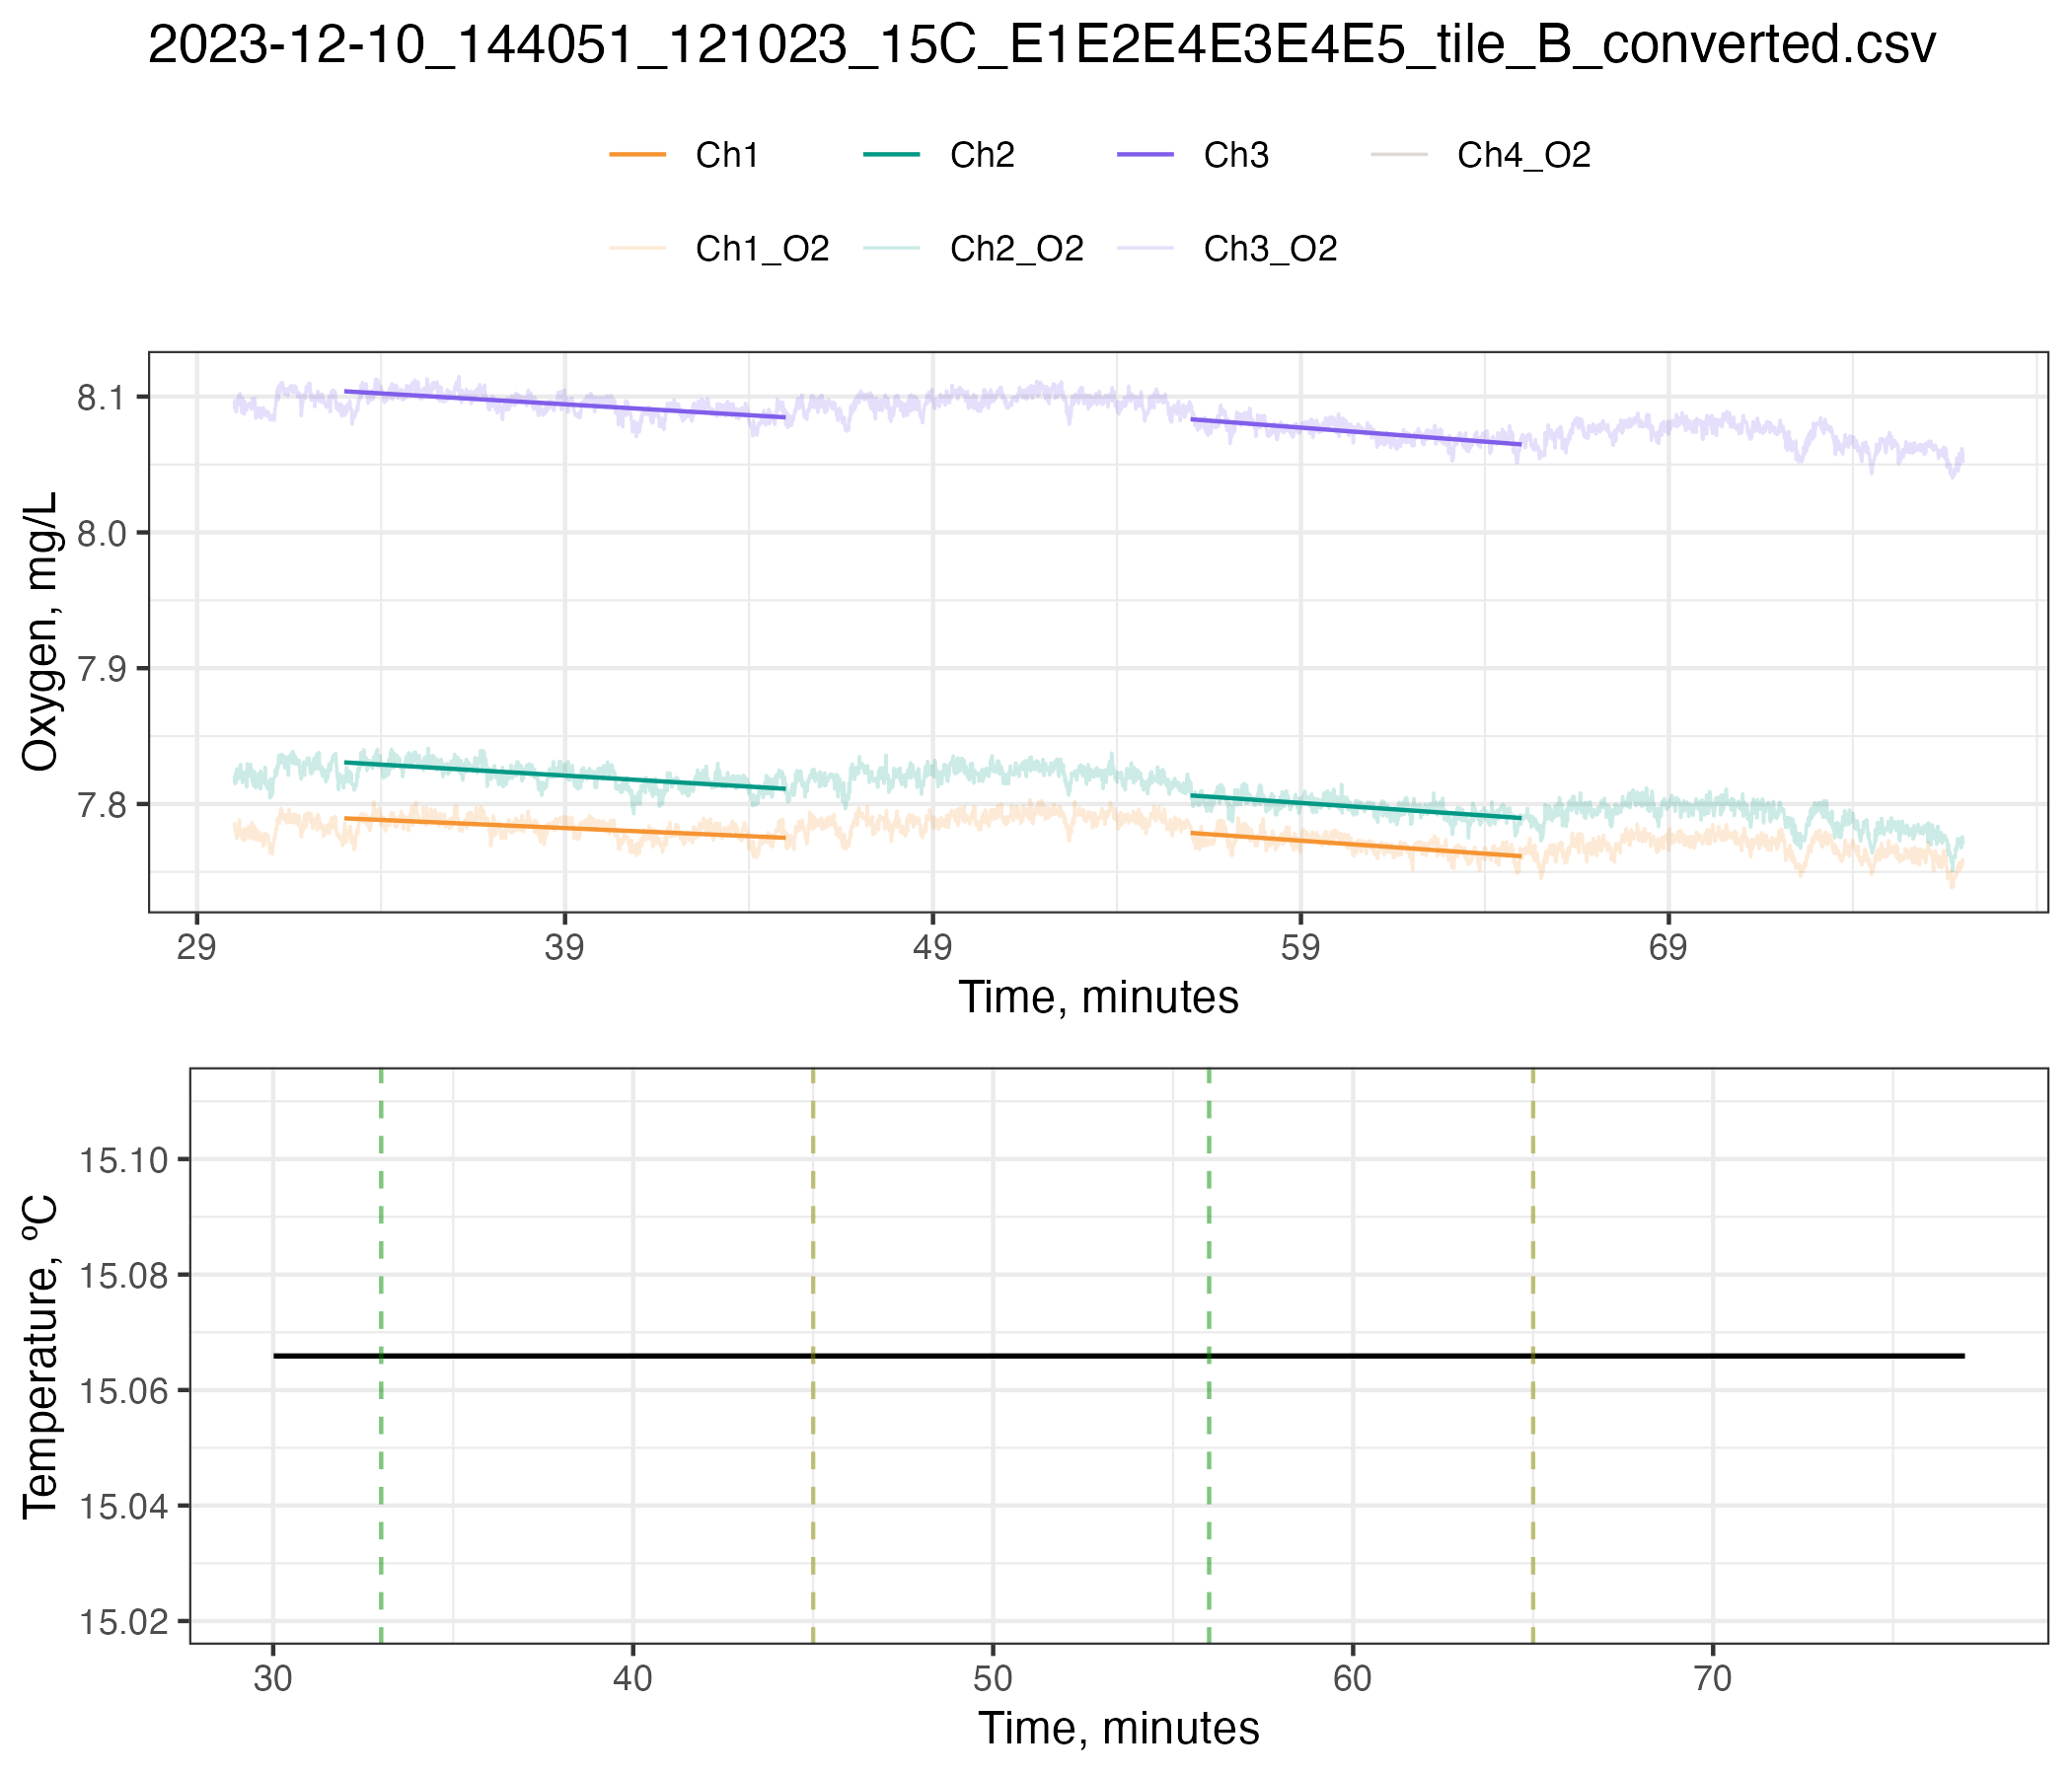 2023-12-10_144051_121023_15C_E1E2E4E3E4E5_tile_B_converted.csv
Ch1 Ch2 Ch3 Ch4_O2
Ch1_O2 Ch2_O2 Ch3_O2
Oxygen, mg/L
8.1
8.0
7.9
7.8
29 39 49 59 69
Time, minutes
Temperature, ºC
15.10
15.08
15.06
15.04
15.02
30 40 50 60 70
Time, minutes